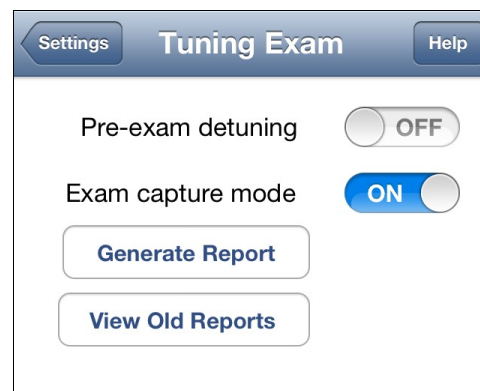 Settings Tuning Exam Help
Pre-exam detuning OFF
Exam capture mode ON
Generate Report
View Old Reports